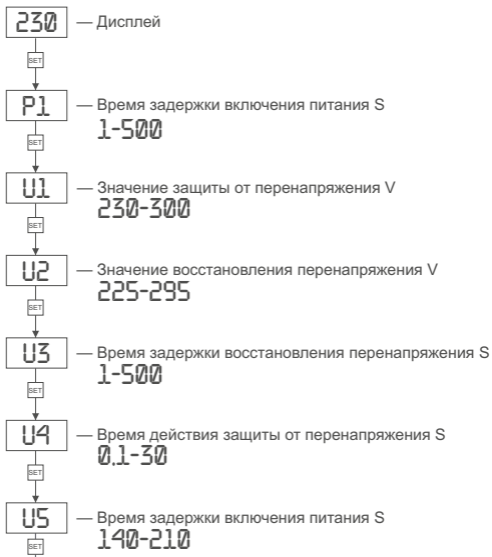 230 — Дисплей
SET
P1 — Время задержки включения питания S
1-500
SET
U1 — Значение защиты от перенапряжения V
230-300
SET
U2 — Значение восстановления перенапряжения V
225-295
SET
U3 — Время задержки восстановления перенапряжения S
1-500
SET
U4 — Время действия защиты от перенапряжения S
0.1-30
SET
U5 — Время задержки включения питания S
140-210
SET